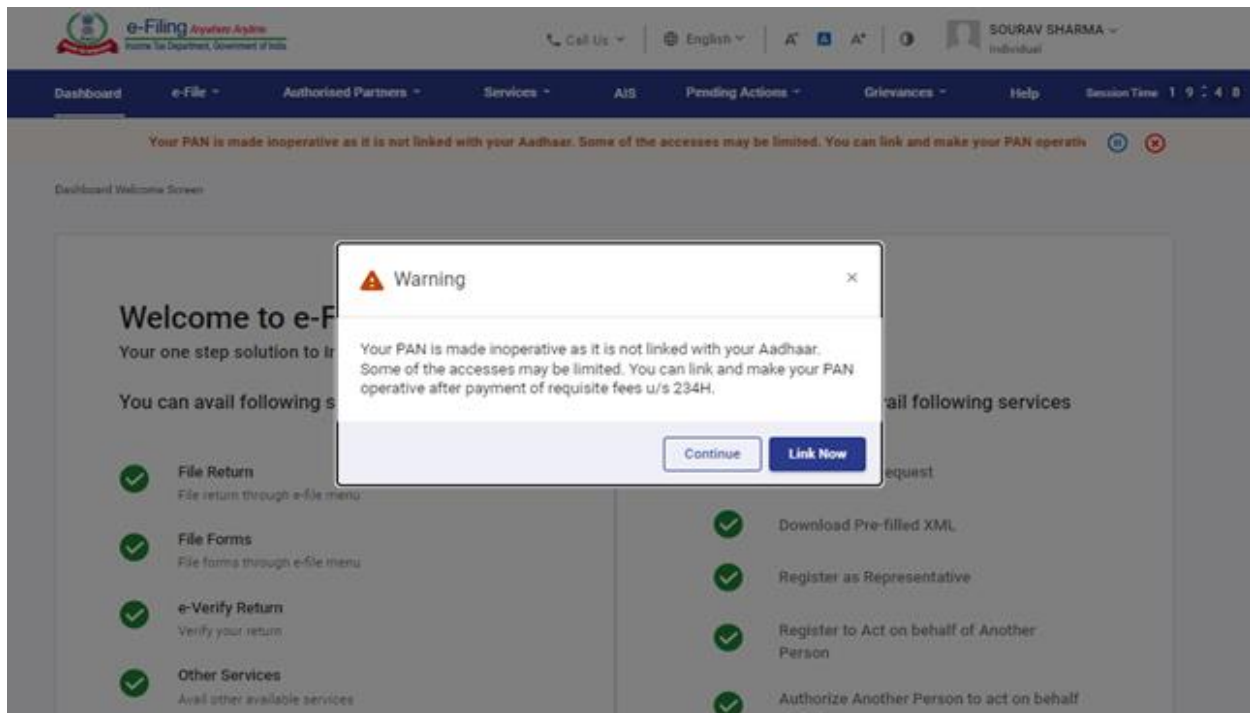 e-Filing Anywhere Anytime
Income Tax Department, Government of India
Call Us
English
A-
A
A+
SOURAV SHARMA
Individual
Dashboard
e-File
Authorised Partners
Services
AIS
Pending Actions
Grievances
Help
Session Time 1 9 : 4 8
Your PAN is made inoperative as it is not linked with your Aadhaar. Some of the accesses may be limited. You can link and make your PAN operativ
Dashboard Welcome Screen
Warning
Your PAN is made inoperative as it is not linked with your Aadhaar.
Some of the accesses may be limited. You can link and make your PAN
operative after payment of requisite fees u/s 234H.
Continue
Link Now
Welcome to e-F
Your one step solution to
You can avail following s
File Return
File return through e-file menu
File Forms
File forms through e-file menu
e-Verify Return
Verify your return
Other Services
Avail other available services
ail following services
equest
Download Pre-filled XML
Register as Representative
Register to Act on behalf of Another
Person
Authorize Another Person to act on behalf